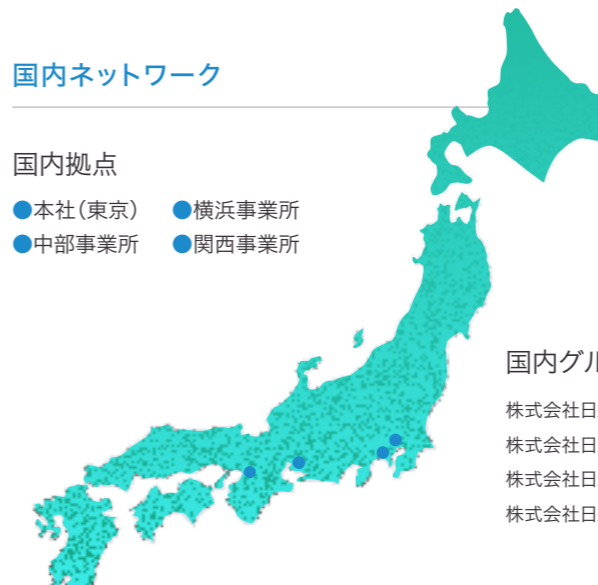 国内ネットワーク
国内拠点
●本社(東京) ●横浜事業所
●中部事業所 ●関西事業所
国内グル
株式会社日
株式会社日
株式会社日
株式会社日